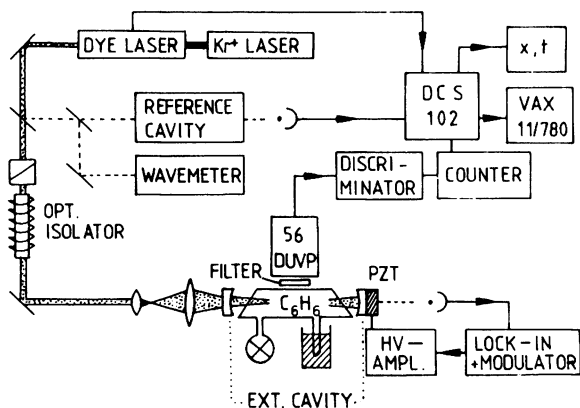 DYE LASER
Kr+ LASER
x, t
REFERENCE
CAVITY
DCS
102
VAX
11/780
WAVEMETER
DISCRI-
MINATOR
COUNTER
OPT.
ISOLATOR
56
DUVP
FILTER
PZT
C6H6
HV-
AMPL.
LOCK-IN
+MODULATOR
EXT. CAVITY